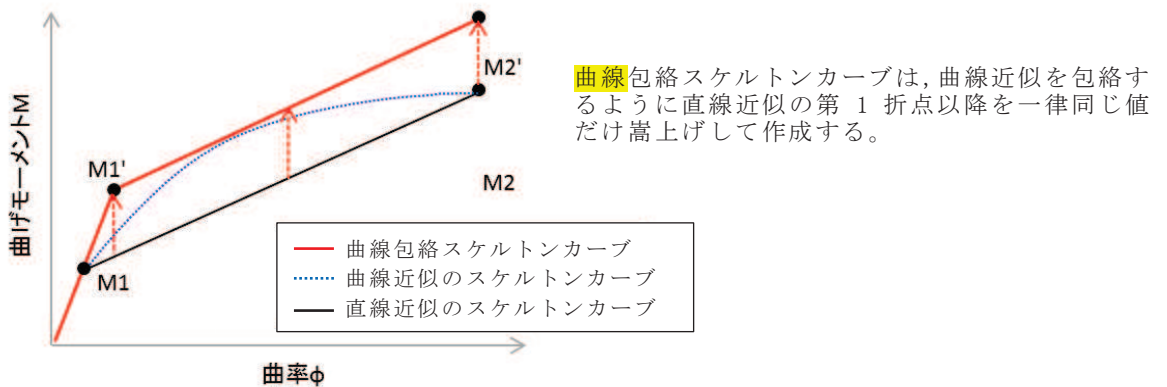 曲げモーメントM
M1'
M1
M2'
M2
曲率φ
曲線包絡スケルトンカーブ
曲線近似のスケルトンカーブ
直線近似のスケルトンカーブ
曲線包絡スケルトンカーブは,曲線近似を包絡す
るように直線近似の第 1 折点以降を一律同じ値
だけ嵩上げして作成する。